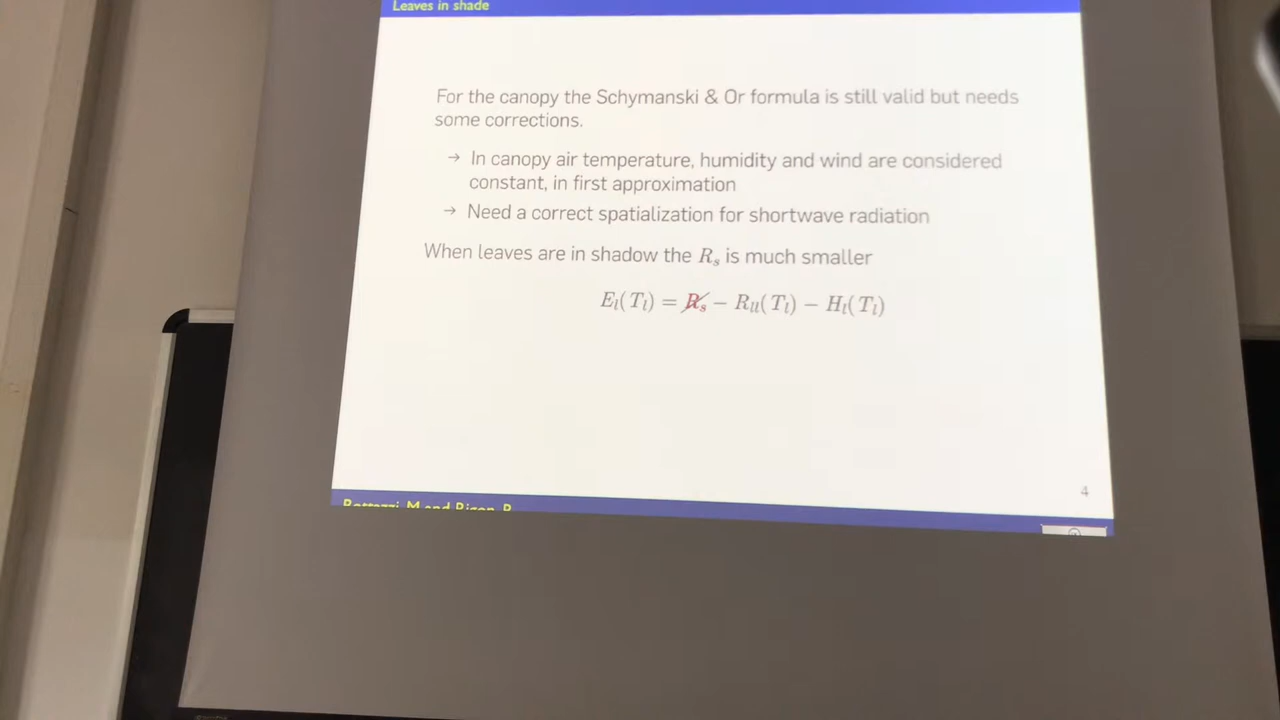 Leaves in shade
For the canopy the Schymanski & Or formula is still valid but needs
some corrections.
→ In canopy air temperature, humidity and wind are considered
constant, in first approximation
→ Need a correct spatialization for shortwave radiation
When leaves are in shadow the Rₛ is much smaller
Eₗ(Tₗ) = Rₛ − Rₗₗ(Tₗ) − Hₗ(Tₗ)
4
M and R